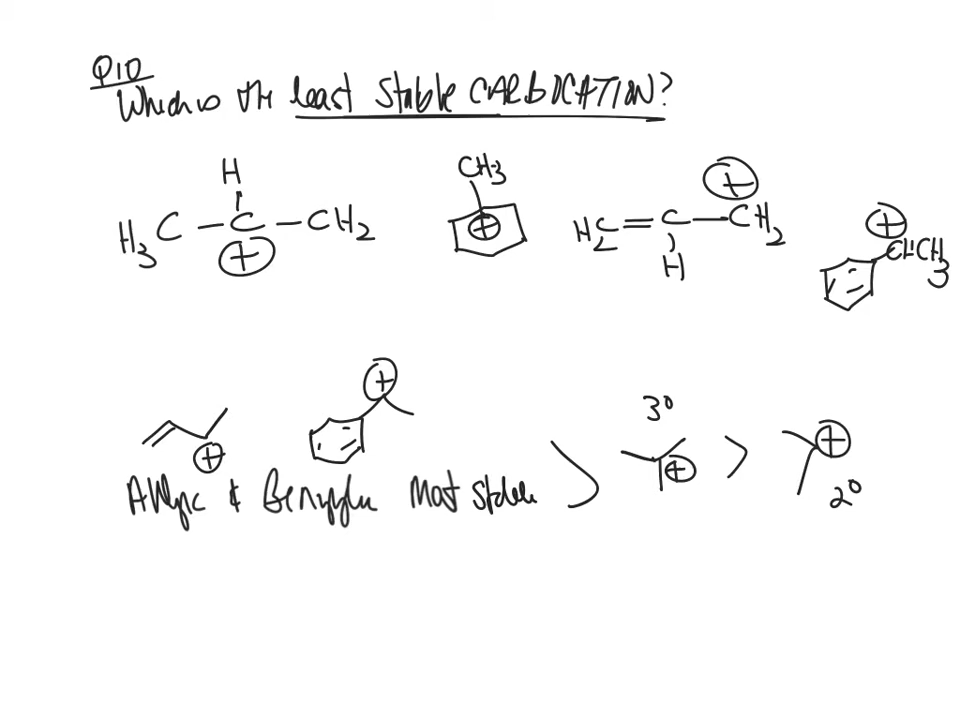 Q10
Which is the least stable CARBOCATION?
H CH3 ⊕
H3C – C – CH2 ⊕ H2C = C – CH2 ⊕
⊕ H CHCH3
⊕
⊕ 3° ⊕
Allylic & Benzylic Most stable > ⊕ > 2°